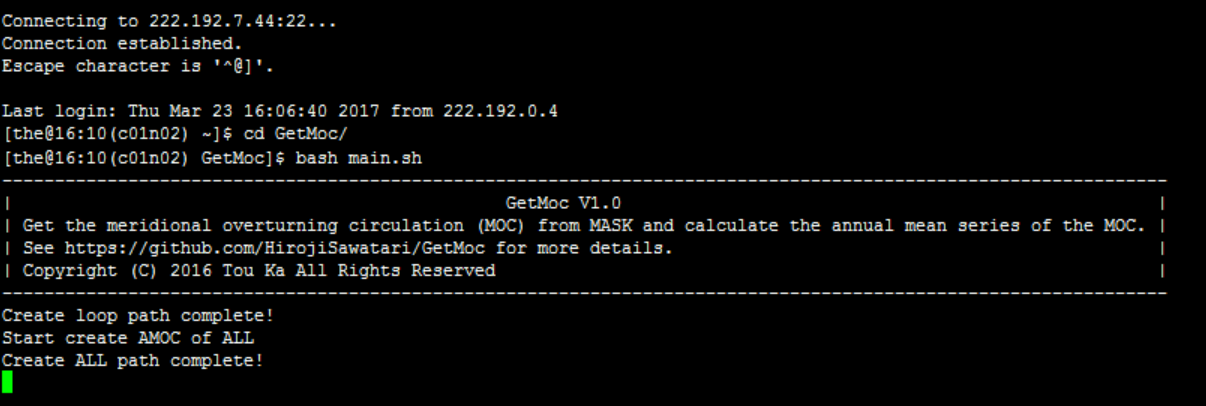 Connecting to 222.192.7.44:22...
Connection established.
Escape character is '^@]'.
Last login: Thu Mar 23 16:06:40 2017 from 222.192.0.4
[the@16:10(c01n02) ~]$ cd GetMoc/
[the@16:10(c01n02) GetMoc]$ bash main.sh
--------------------------------------------------------------------------------------------------------------------
| GetMoc V1.0 |
| Get the meridional overturning circulation (MOC) from MASK and calculate the annual mean series of the MOC. |
| See https://github.com/HirojiSawatari/GetMoc for more details. |
| Copyright (C) 2016 Tou Ka All Rights Reserved |
--------------------------------------------------------------------------------------------------------------------
Create loop path complete!
Start create AMOC of ALL
Create ALL path complete!